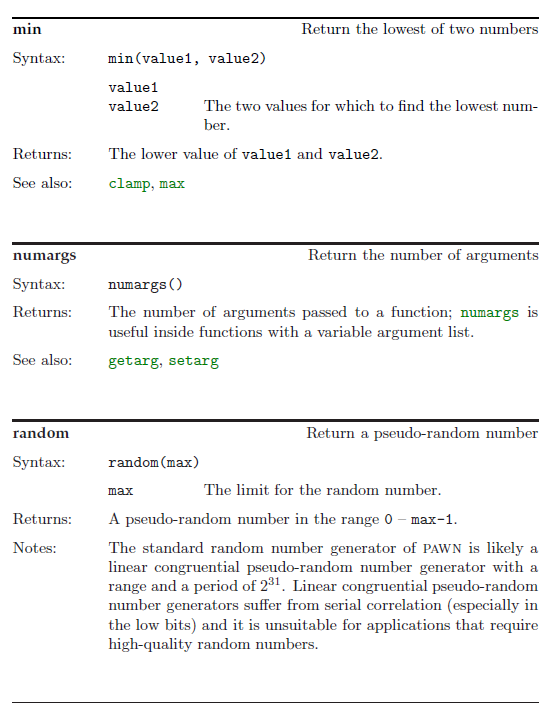 min Return the lowest of two numbers
Syntax: min(value1, value2)
value1
value2 The two values for which to find the lowest num-
ber.
Returns: The lower value of value1 and value2.
See also: clamp, max
numargs Return the number of arguments
Syntax: numargs()
Returns: The number of arguments passed to a function; numargs is
useful inside functions with a variable argument list.
See also: getarg, setarg
random Return a pseudo-random number
Syntax: random(max)
max The limit for the random number.
Returns: A pseudo-random number in the range 0 – max-1.
Notes: The standard random number generator of PAWN is likely a
linear congruential pseudo-random number generator with a
range and a period of 2³¹. Linear congruential pseudo-random
number generators suffer from serial correlation (especially in
the low bits) and it is unsuitable for applications that require
high-quality random numbers.